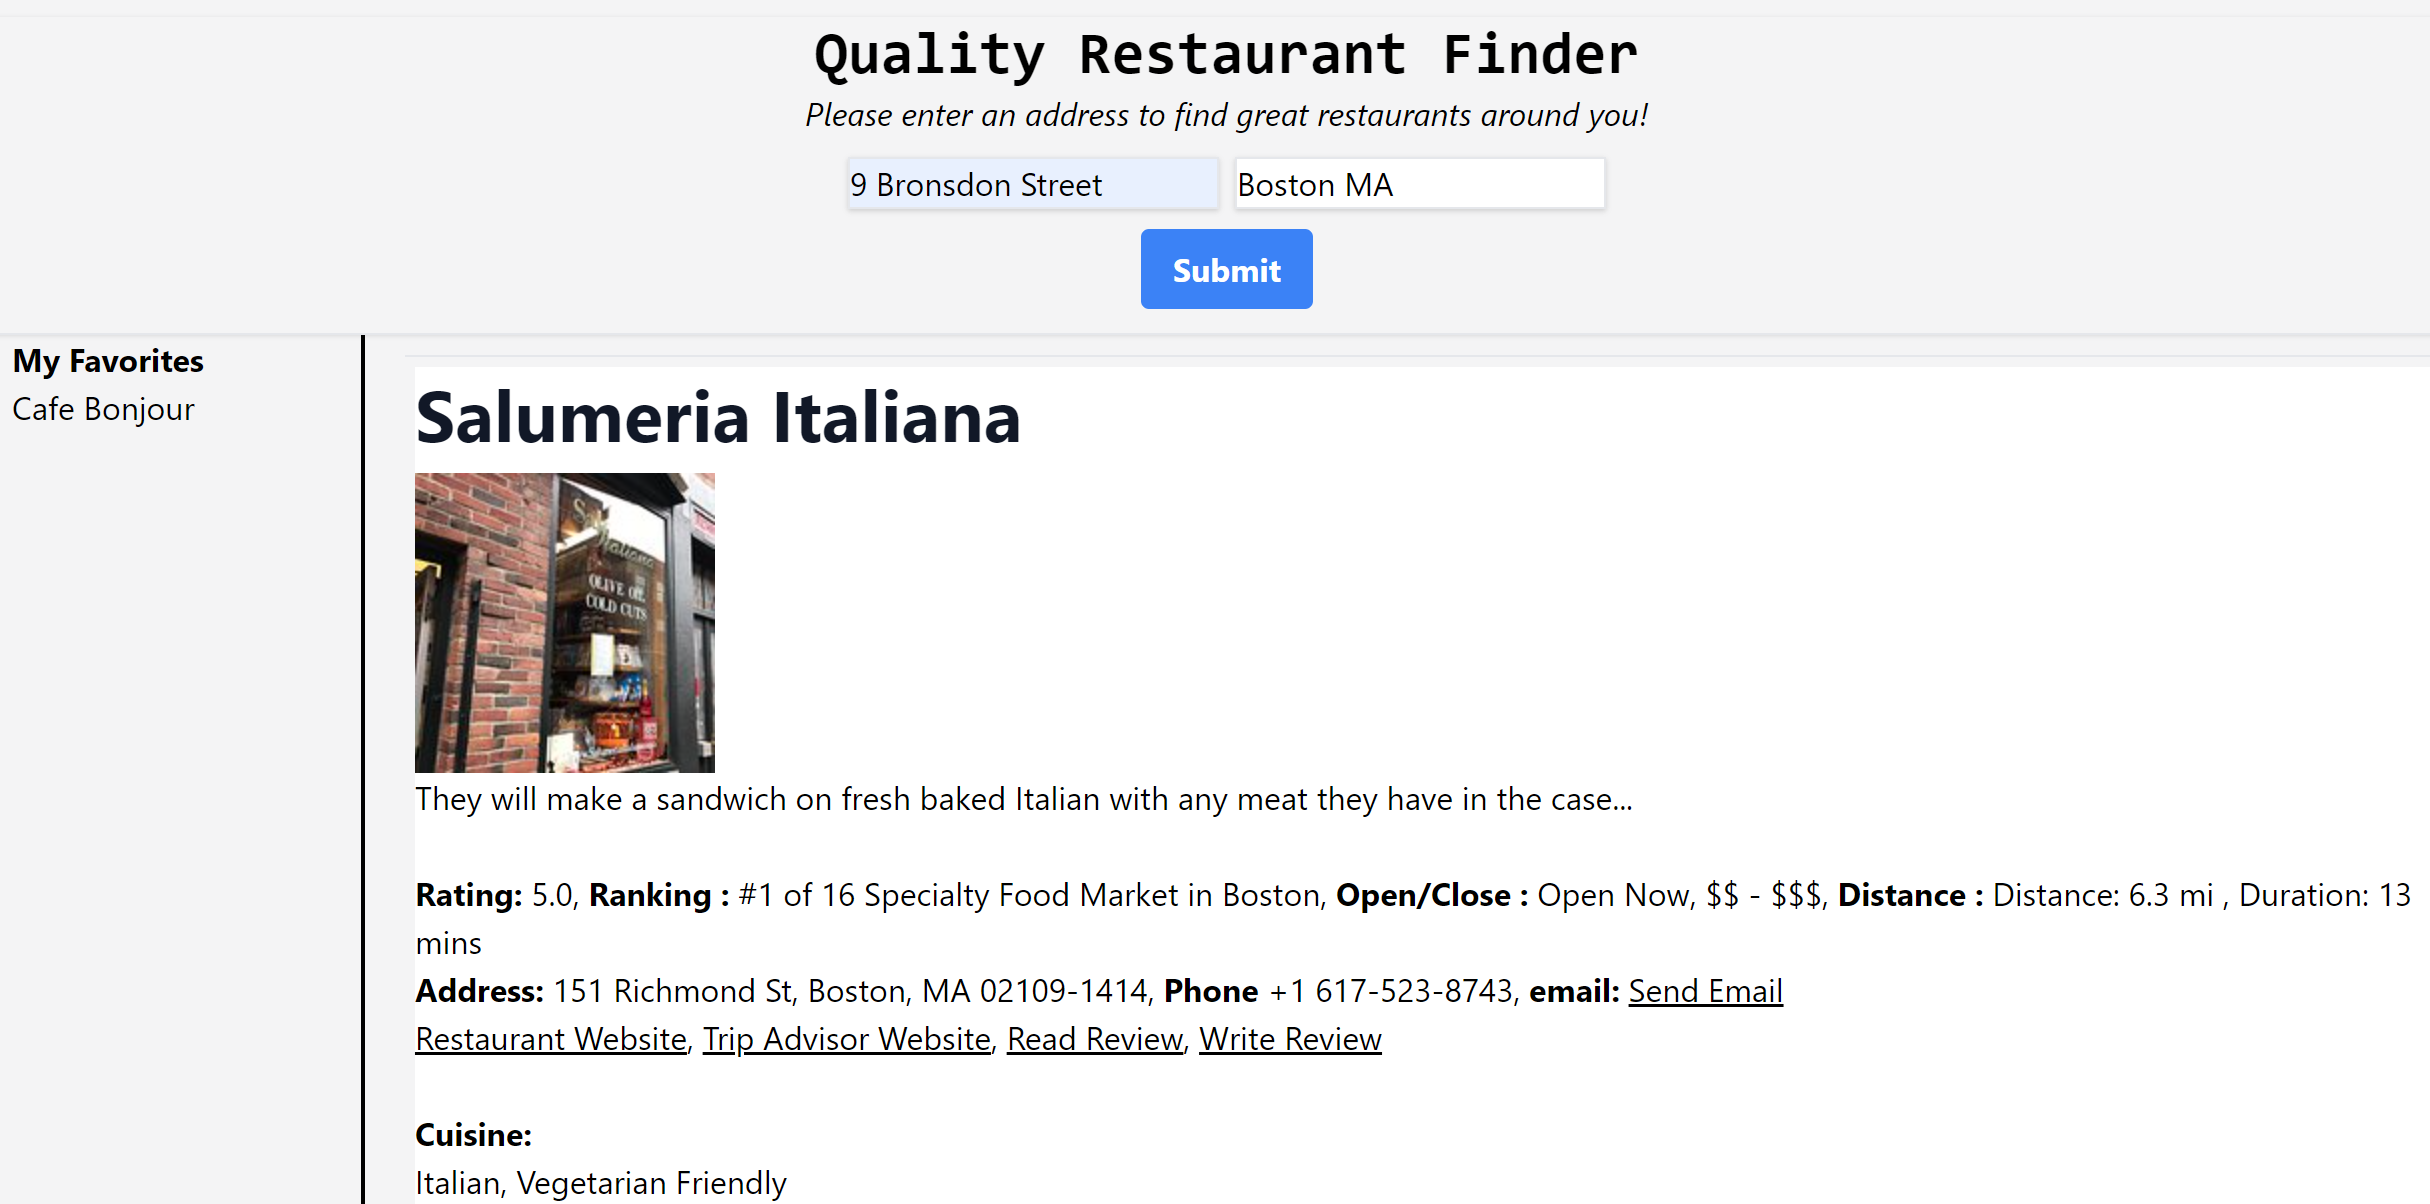 Quality Restaurant Finder
Please enter an address to find great restaurants around you!
9 Bronsdon Street
Boston MA
Submit
My Favorites
Cafe Bonjour
Salumeria Italiana
Italiana
OLIVE OIL
COLD CUTS
They will make a sandwich on fresh baked Italian with any meat they have in the case...
Rating: 5.0, Ranking : #1 of 16 Specialty Food Market in Boston, Open/Close : Open Now, $$ - $$$, Distance : Distance: 6.3 mi , Duration: 13
mins
Address: 151 Richmond St, Boston, MA 02109-1414, Phone +1 617-523-8743, email: Send Email
Restaurant Website, Trip Advisor Website, Read Review, Write Review
Cuisine:
Italian, Vegetarian Friendly